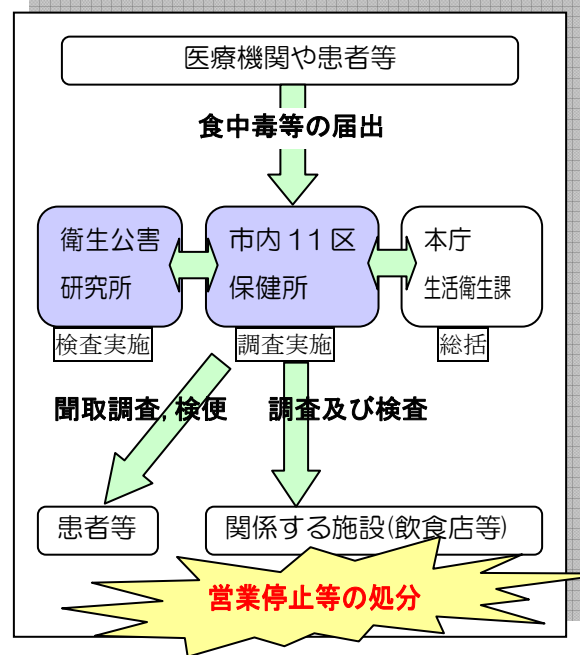 医療機関や患者等
食中毒等の届出
衛生公害
研究所
市内11区
保健所
本庁
生活衛生課
検査実施
調査実施
総括
聞取調査,検便
調査及び検査
患者等
関係する施設(飲食店等)
営業停止等の処分